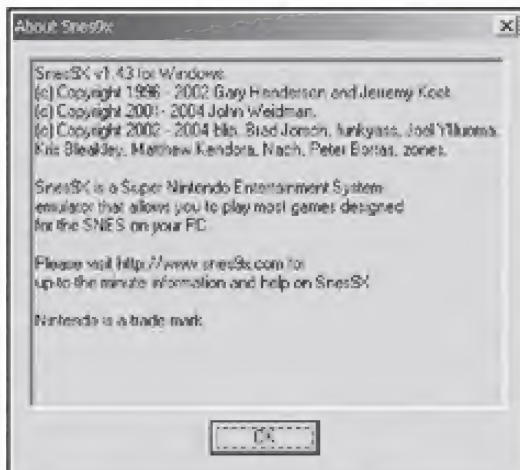 About Snes9x
Snes9X v1.43 for Windows.
(c) Copyright 1996 - 2002 Gary Henderson and Jeremy Koot
(c) Copyright 2001- 2004 John Weidman.
(c) Copyright 2002 - 2004 Brad Jorsch, funkyass, Joel Yliluoma,
Kris Bleakley, Matthew Kendora, Nach, Peter Bortas, zones.
Snes9X is a Super Nintendo Entertainment System
emulator that allows you to play most games designed
for the SNES on your PC.
Please visit http://www.snes9x.com for
up-to-the-minute information and help on Snes9X
Nintendo is a trade mark.
OK